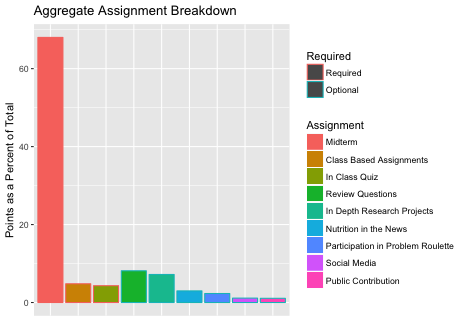 Aggregate Assignment Breakdown
Points as a Percent of Total
60
40
20
0
Required
Required
Optional
Assignment
Midterm
Class Based Assignments
In Class Quiz
Review Questions
In Depth Research Projects
Nutrition in the News
Participation in Problem Roulette
Social Media
Public Contribution